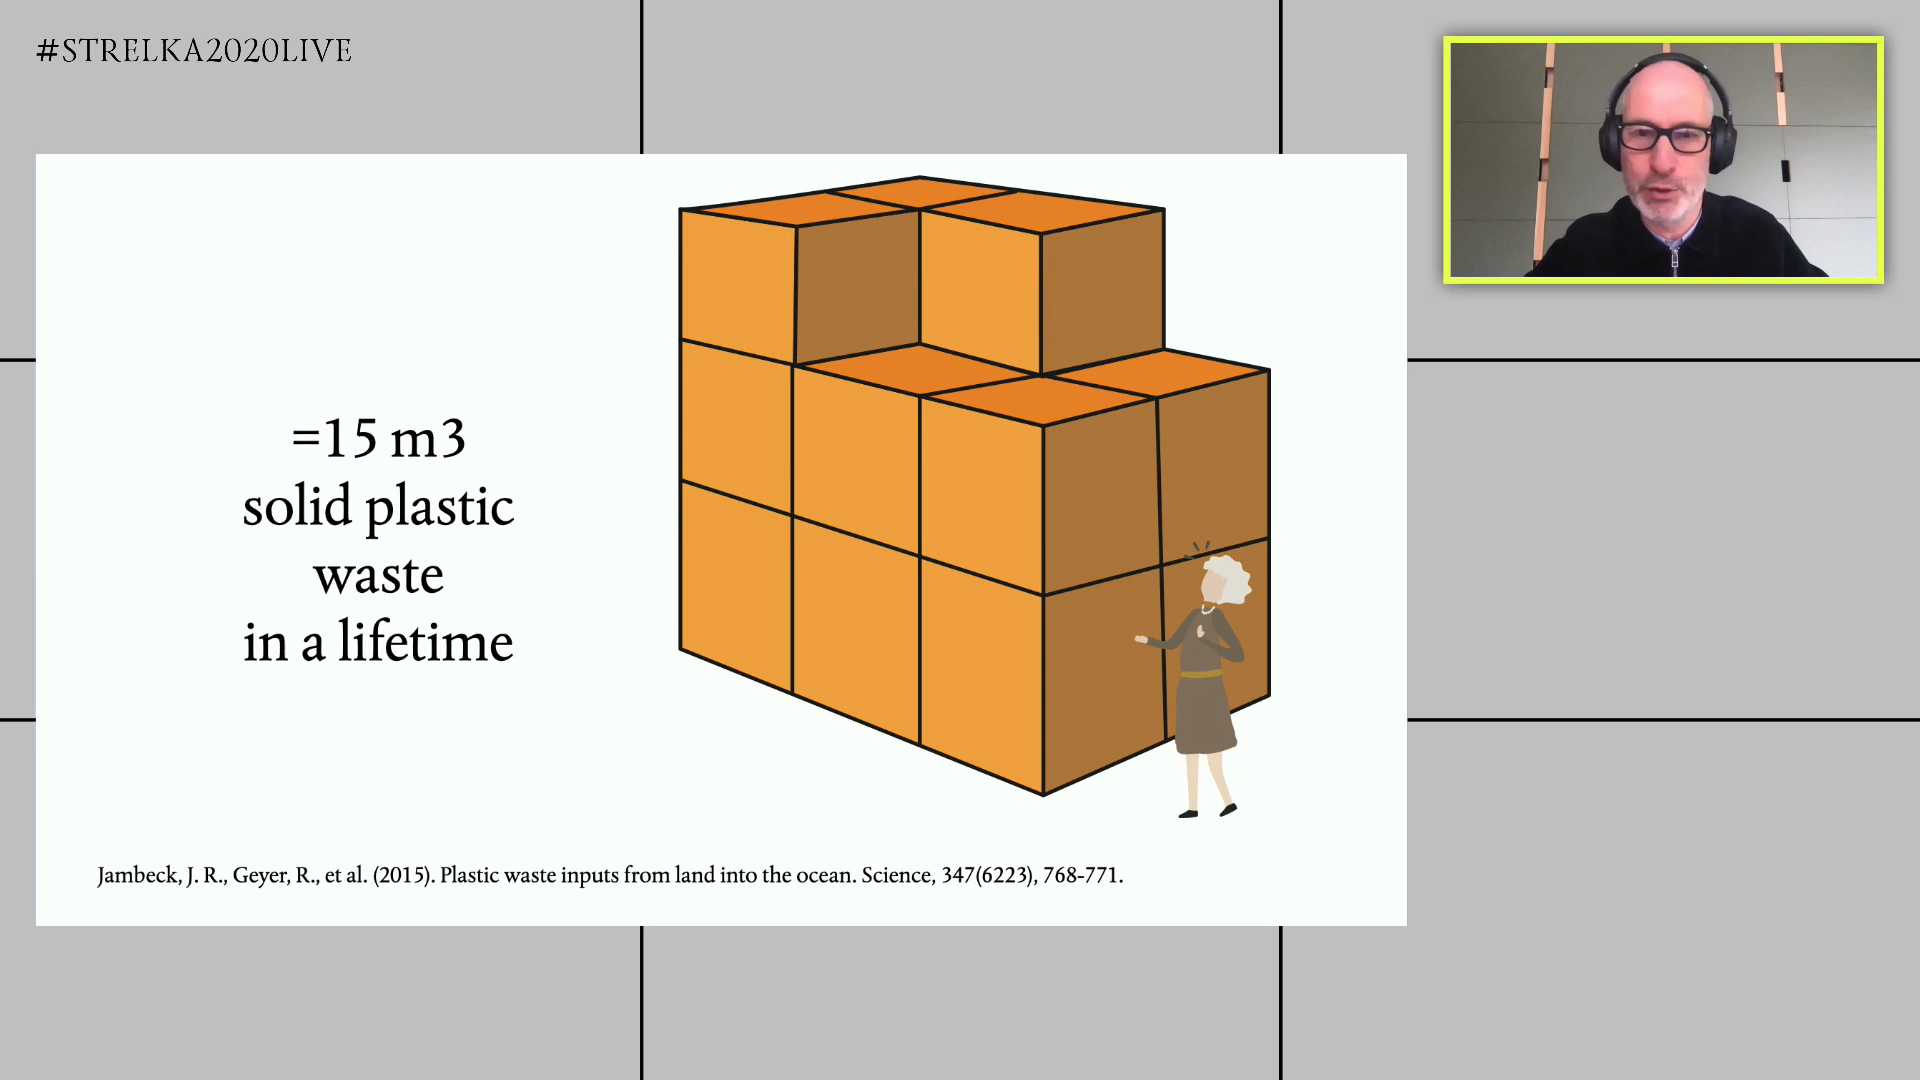 #STRELKA2020LIVE
=15 m3
solid plastic
waste
in a lifetime
Jambeck, J. R., Geyer, R., et al. (2015). Plastic waste inputs from land into the ocean. Science, 347(6223), 768-771.